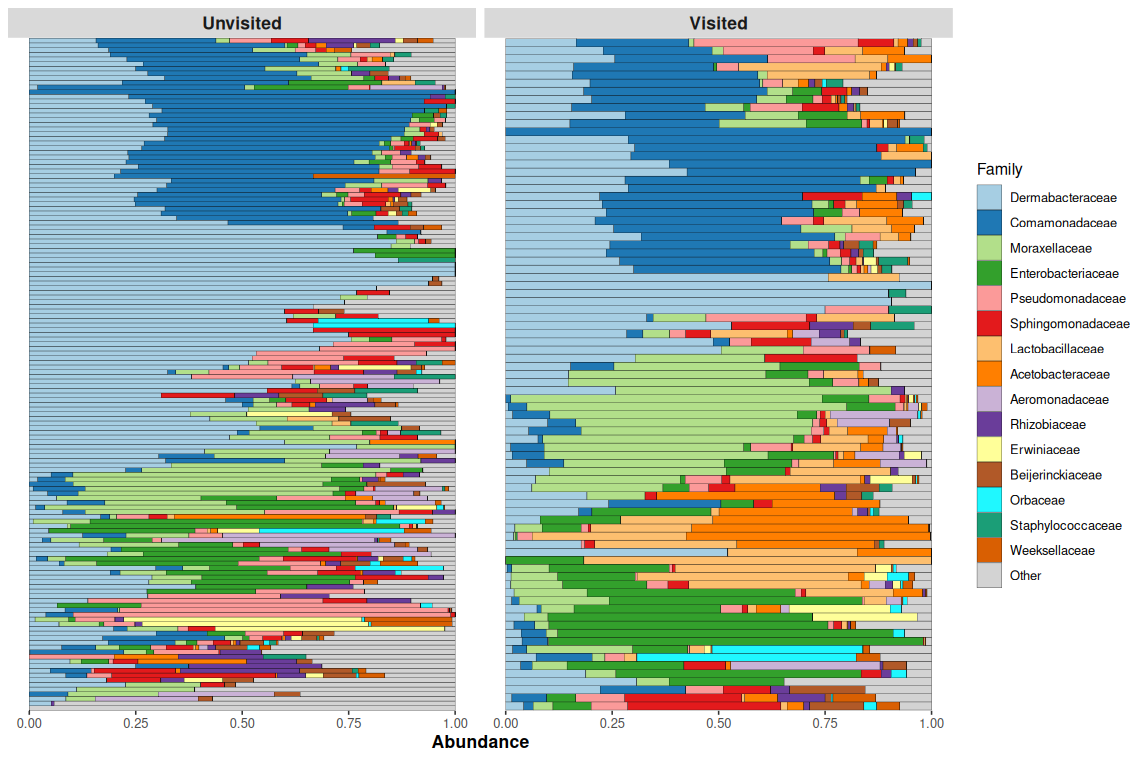 Unvisited
Visited
Family
Dermabacteraceae
Comamonadaceae
Moraxellaceae
Enterobacteriaceae
Pseudomonadaceae
Sphingomonadaceae
Lactobacillaceae
Acetobacteraceae
Aeromonadaceae
Rhizobiaceae
Erwiniaceae
Beijerinckiaceae
Orbaceae
Staphylococcaceae
Weeksellaceae
Other
0.00 0.25 0.50 0.75 1.00
0.00 0.25 0.50 0.75 1.00
Abundance